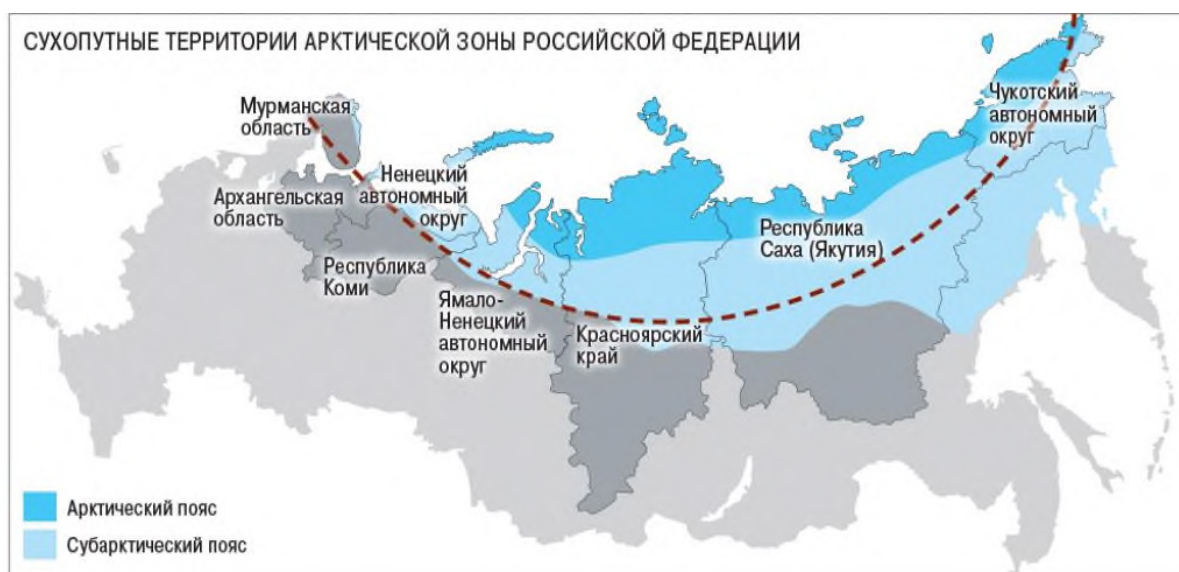 СУХОПУТНЫЕ ТЕРРИТОРИИ АРКТИЧЕСКОЙ ЗОНЫ РОССИЙСКОЙ ФЕДЕРАЦИИ
Мурманская
область
Ненецкий
автономный
округ
Архангельская
область
Республика
Коми
Ямало-
Ненецкий
автономный
округ
Красноярский
край
Республика
Саха (Якутия)
Чукотский
автономный
округ
Арктический пояс
Субарктический пояс